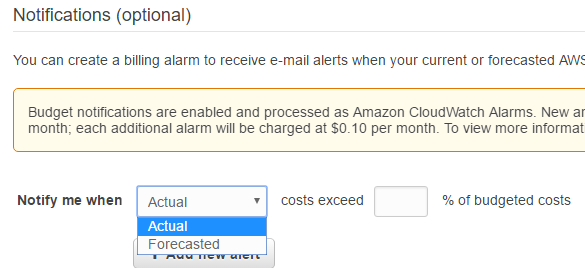 Notifications (optional)
You can create a billing alarm to receive e-mail alerts when your current or forecasted AWS
Budget notifications are enabled and processed as Amazon CloudWatch Alarms. New
month; each additional alarm will be charged at $0.10 per month. To view more
Notify me when Actual costs exceed % of budgeted costs
Actual
Forecasted
Add new alert